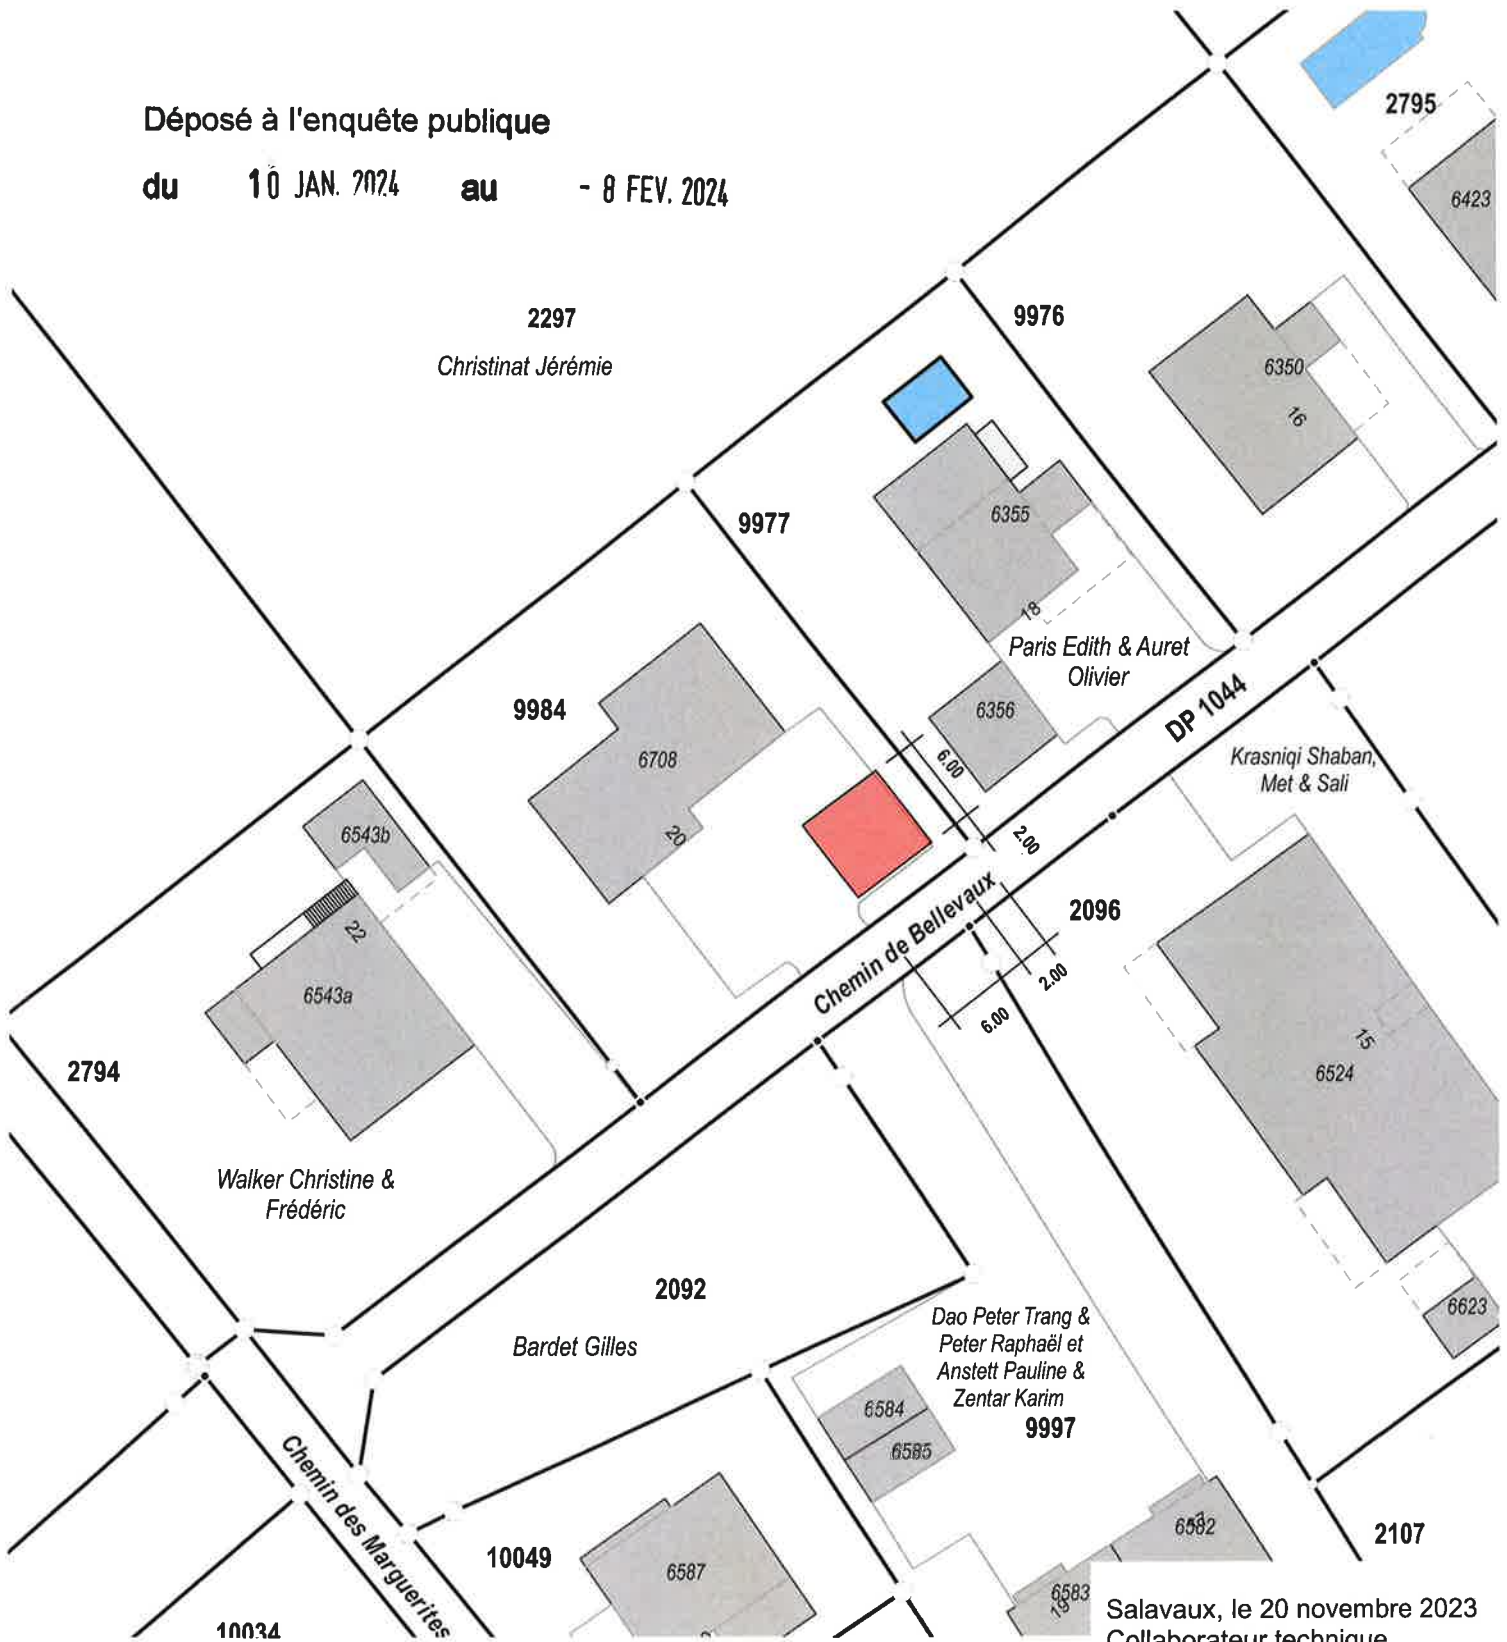 Déposé à l'enquête publique
du 10 JAN. 2024 au - 8 FEV. 2024
2795
6423
2297
Christinat Jérémie
9976
6350
16
9977
6355
18
Paris Edith & Auret
Olivier
9984
6708
20
6356
6.00
2.00
DP 1044
Krasniqi Shaban,
Met & Sali
6543b
22
6543a
Chemin de Bellevaux
2096
2.00
6.00
15
6524
2794
Walker Christine &
Frédéric
2092
Bardet Gilles
6623
Dao Peter Trang &
Peter Raphaël et
Anstett Pauline &
Zentar Karim
9997
6584
6585
Chemin des Marguerites
10049
6587
6582
17
2107
6583
19
10034
Salavaux, le 20 novembre 2023
Collaborateur technique